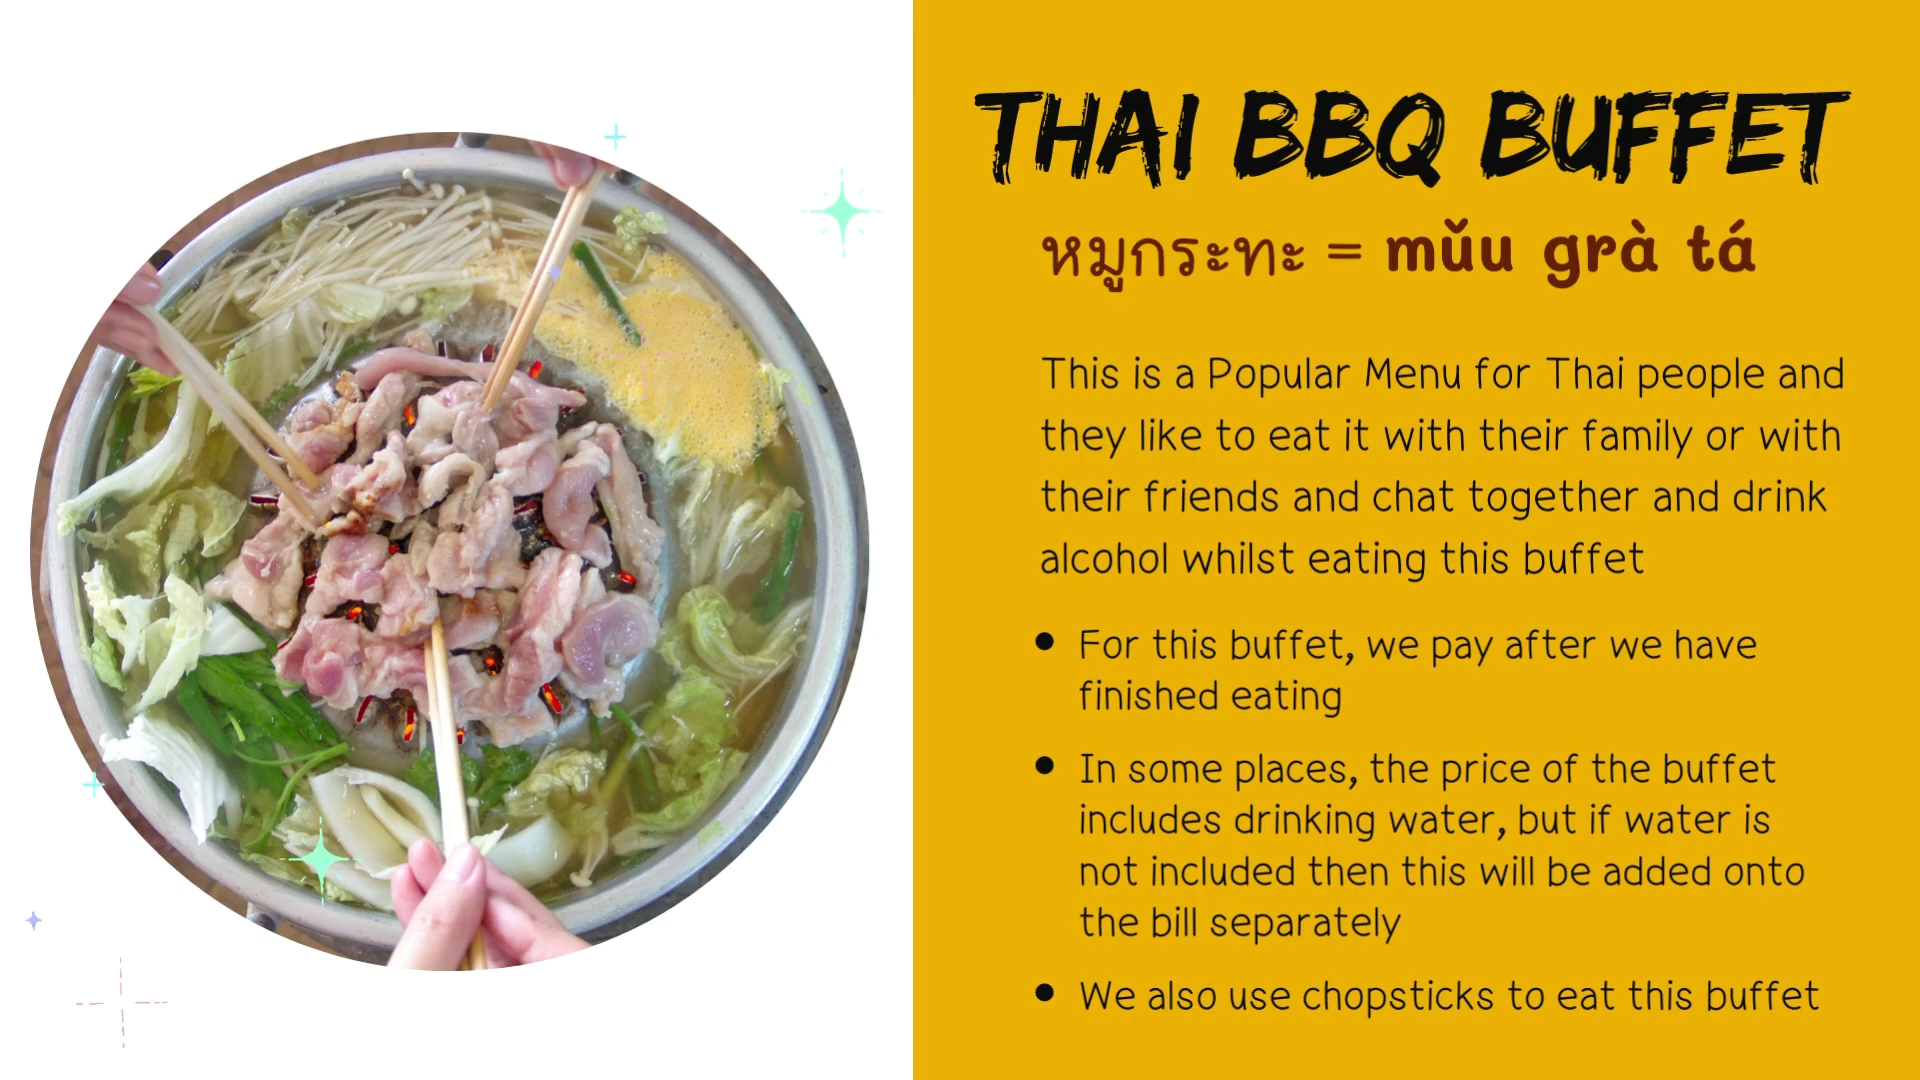 THAI BBQ BUFFET
หมูกระทะ = mǔu grà tá
This is a Popular Menu for Thai people and
they like to eat it with their family or with
their friends and chat together and drink
alcohol whilst eating this buffet
• For this buffet, we pay after we have
finished eating
• In some places, the price of the buffet
includes drinking water, but if water is
not included then this will be added onto
the bill separately
• We also use chopsticks to eat this buffet